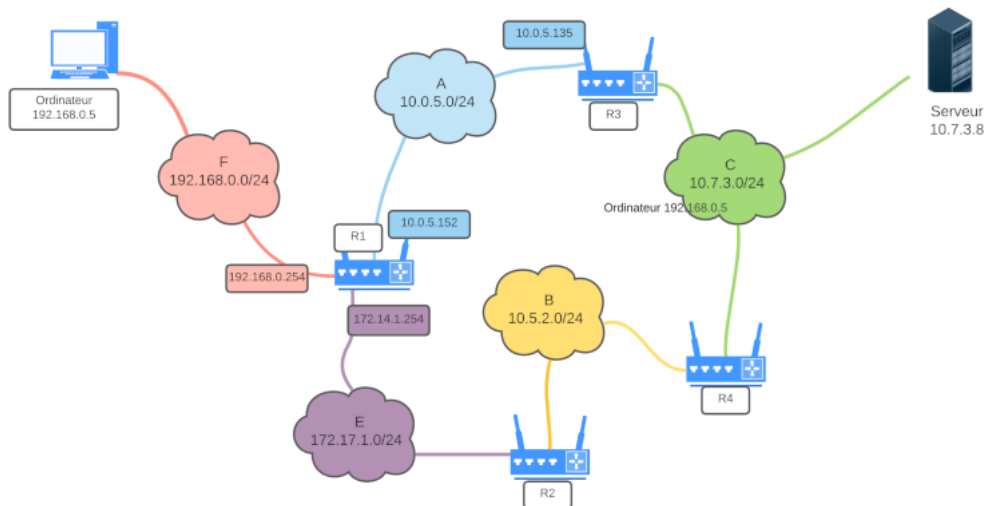 Ordinateur
192.168.0.5
F
192.168.0.0/24
A
10.0.5.0/24
10.0.5.135
R3
Serveur
10.7.3.8
C
10.7.3.0/24
Ordinateur 192.168.0.5
R1
10.0.5.152
192.168.0.254
172.14.1.254
B
10.5.2.0/24
R4
E
172.17.1.0/24
R2